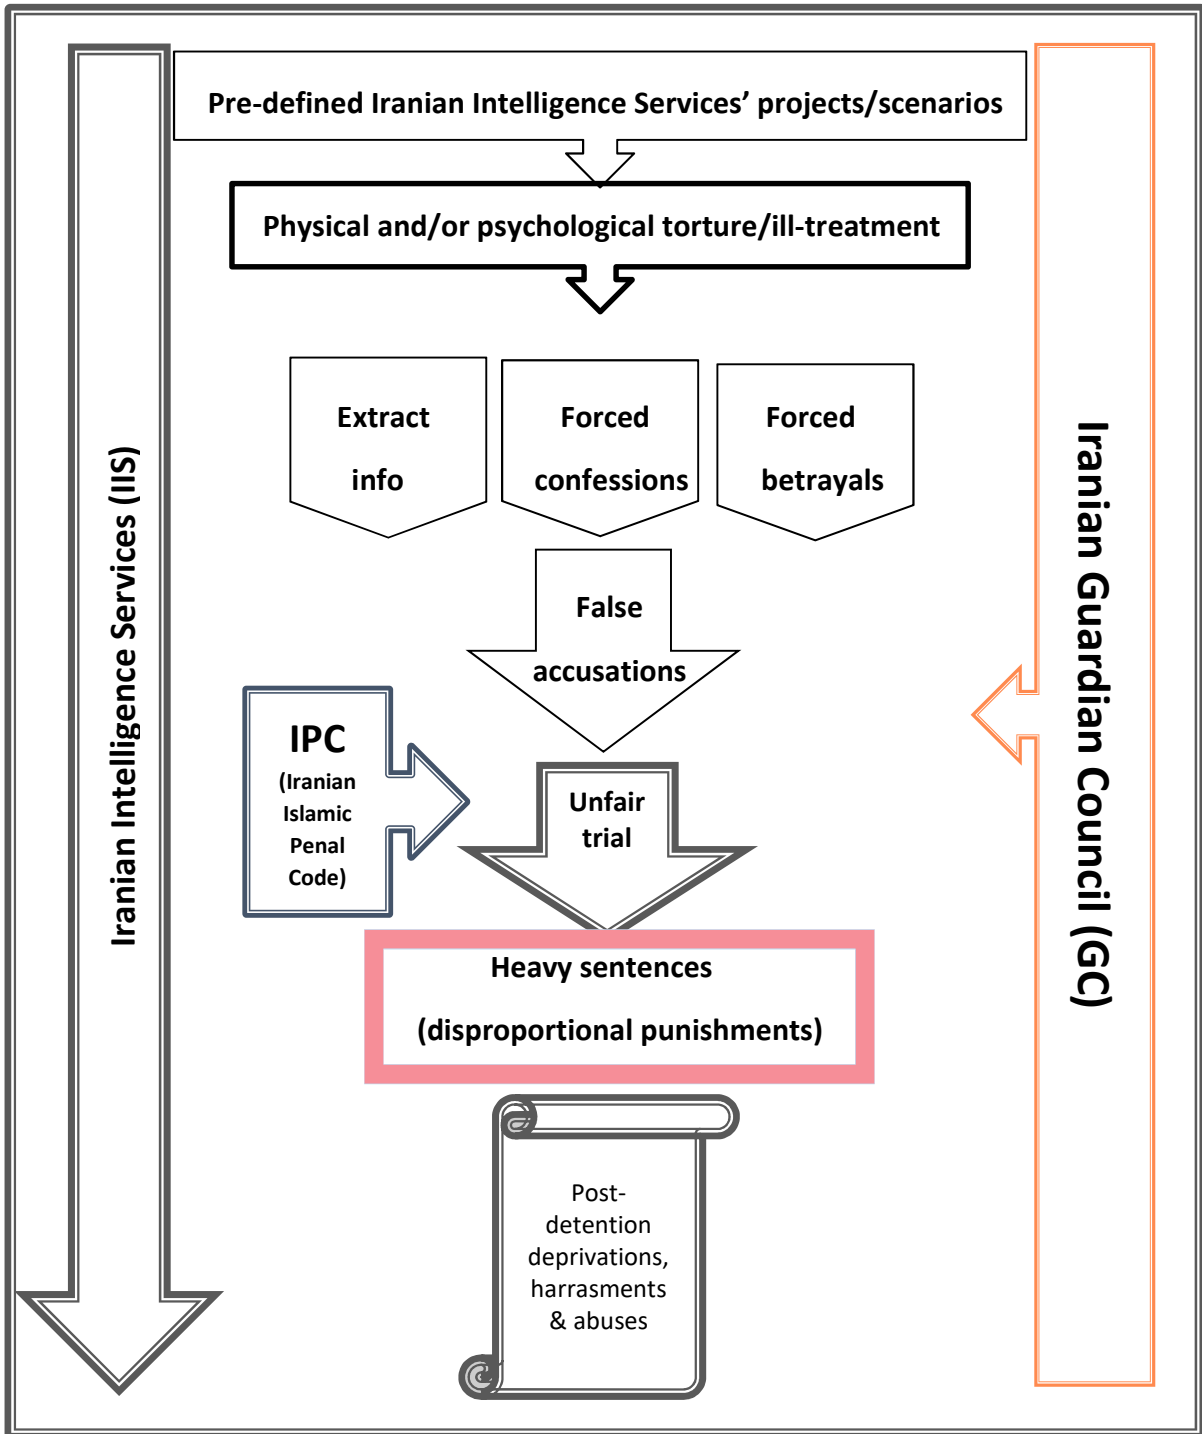 Pre-defined Iranian Intelligence Services’ projects/scenarios
Physical and/or psychological torture/ill-treatment
Extract
info
Forced
confessions
Forced
betrayals
False
accusations
IPC
(Iranian
Islamic
Penal
Code)
Unfair
trial
Heavy sentences
(disproportional punishments)
Post-
detention
deprivations,
harrasments
& abuses
Iranian Intelligence Services (IIS)
Iranian Guardian Council (GC)